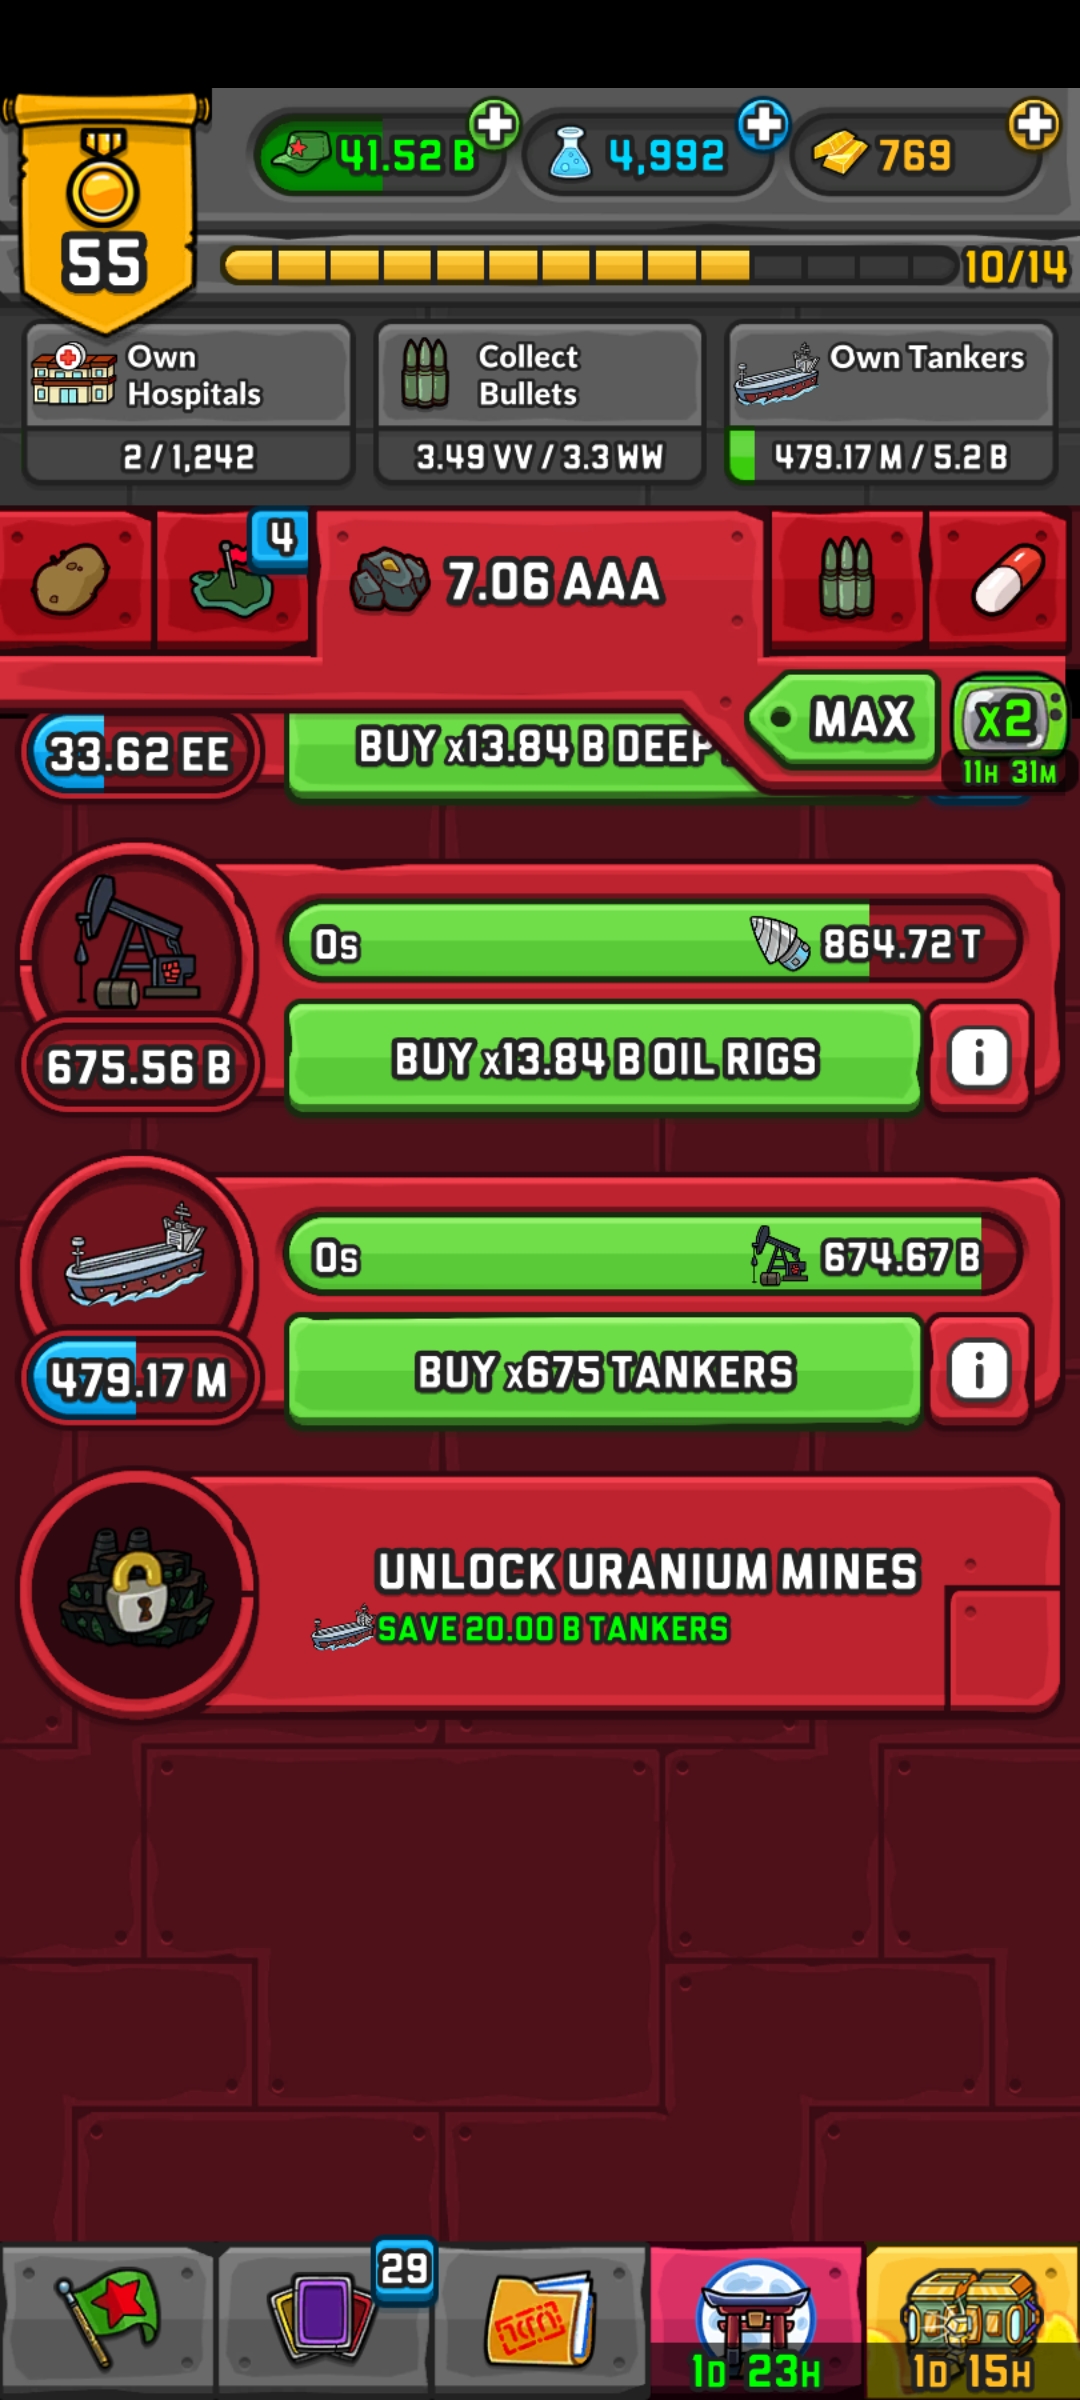 41.52 B
4,992
769
55
10/14
Own
Hospitals
2 / 1,242
Collect
Bullets
3.49 VV / 3.3 WW
Own Tankers
479.17 M / 5.2 B
4
7.06 AAA
MAX
x2
11H 31M
33.62 EE
BUY x13.84 B DEEP
0s
864.72 T
675.56 B
BUY x13.84 B OIL RIGS
i
0s
674.67 B
479.17 M
BUY x675 TANKERS
i
UNLOCK URANIUM MINES
SAVE 20.00 B TANKERS
29
1D 23H
1D 15H